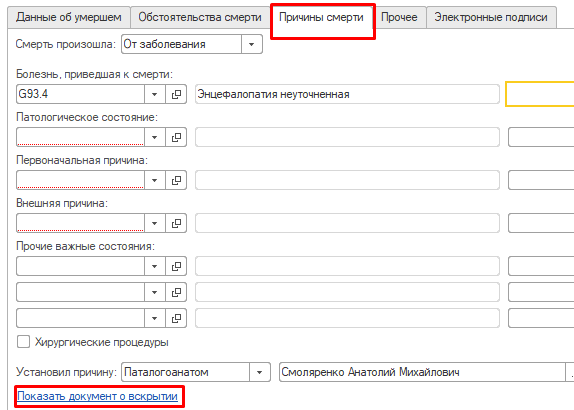 Данные об умершем Обстоятельства смерти Причины смерти Прочее Электронные подписи
Смерть произошла: От заболевания
Болезнь, приведшая к смерти:
G93.4 Энцефалопатия неуточненная
Патологическое состояние:
Первоначальная причина:
Внешняя причина:
Прочие важные состояния:
Хирургические процедуры
Установил причину: Паталогоанатом Смоляренко Анатолий Михайлович
Показать документ о вскрытии